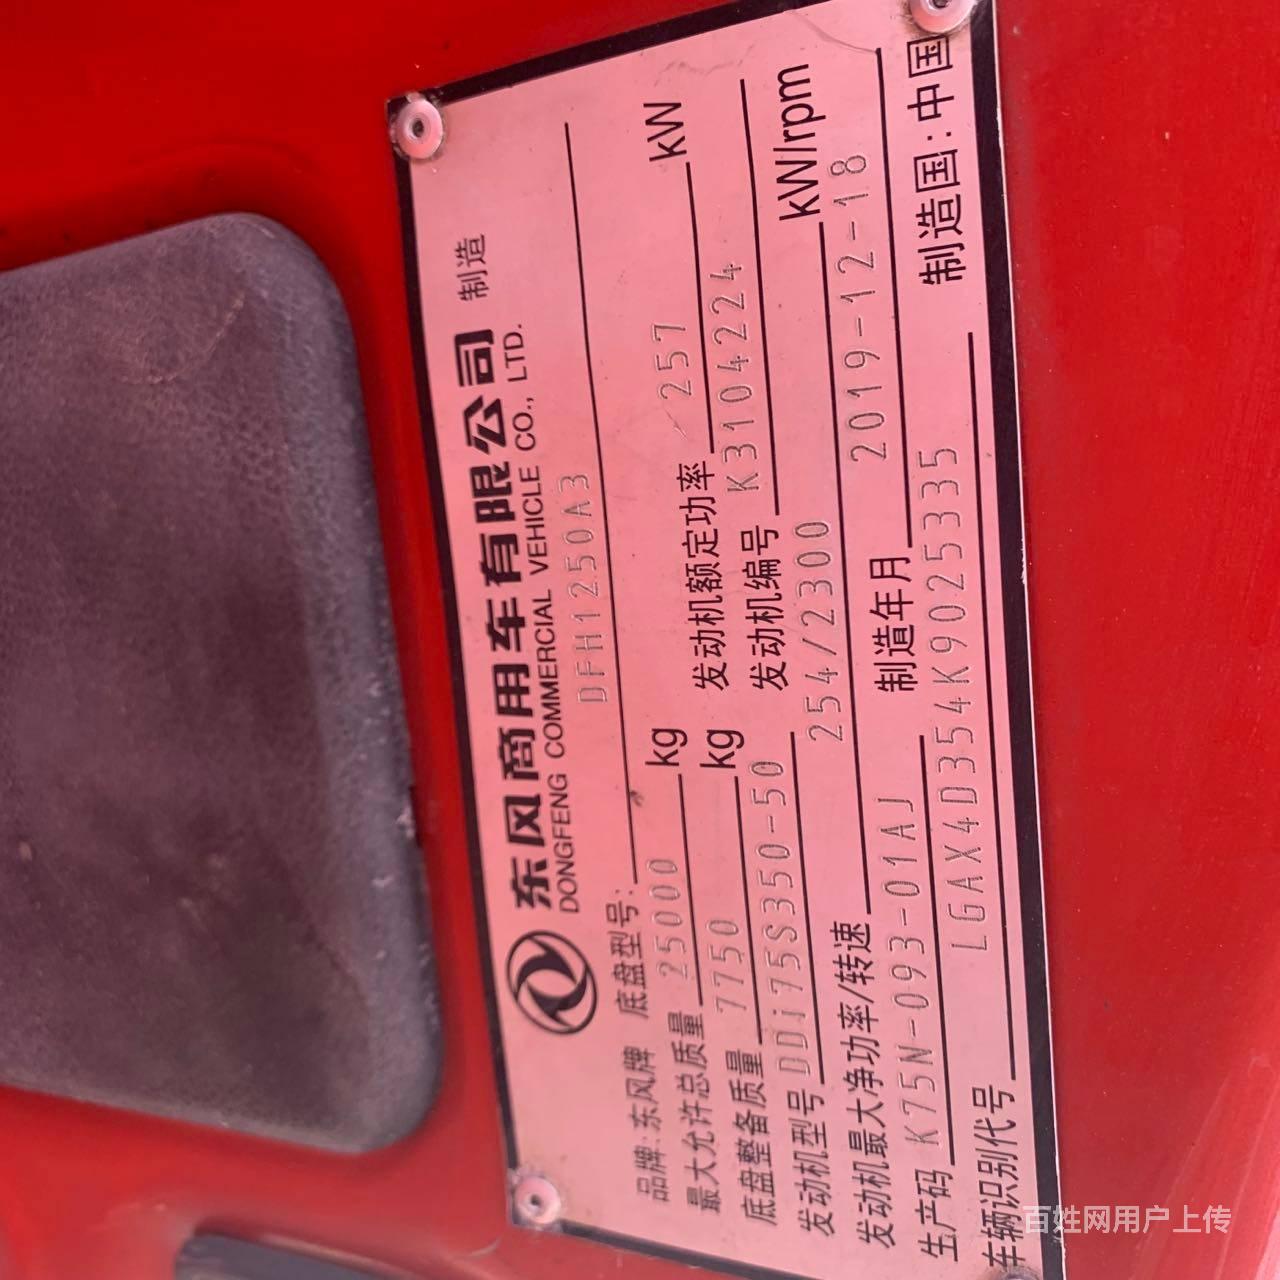 东风商用车有限公司 制造
DONGFENG COMMERCIAL VEHICLE CO., LTD.
品牌:东风牌 底盘型号: DFH1250A3
最大允许总质量 25000 kg 发动机额定功率 257 kW
底盘整备质量 7750 kg 发动机编号 K3104224
发动机型号 DDi75S350-50
发动机最大净功率/转速 254/2300 kW/rpm
生产码 K75N-093-01AJ 制造年月 2019-12-18
车辆识别代号 LGAX4D354K9025335 制造国:中国
百姓网用户上传